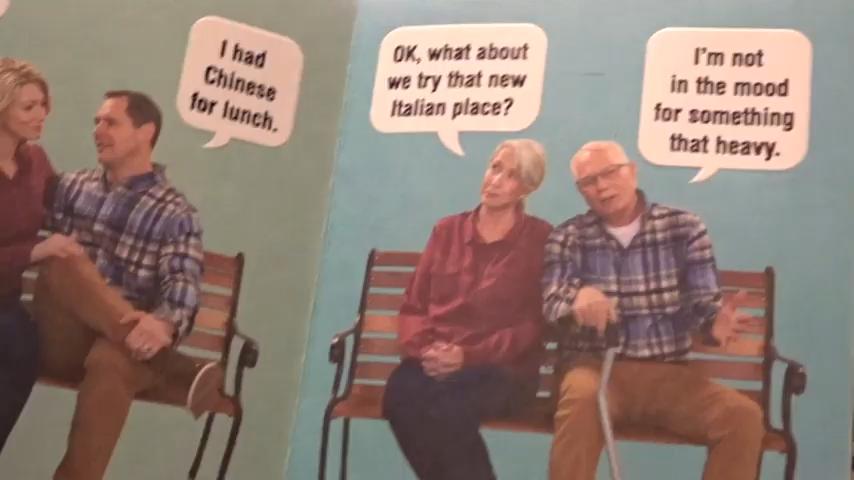 I had
Chinese
for lunch.
OK, what about
we try that new
Italian place?
I'm not
in the mood
for something
that heavy.